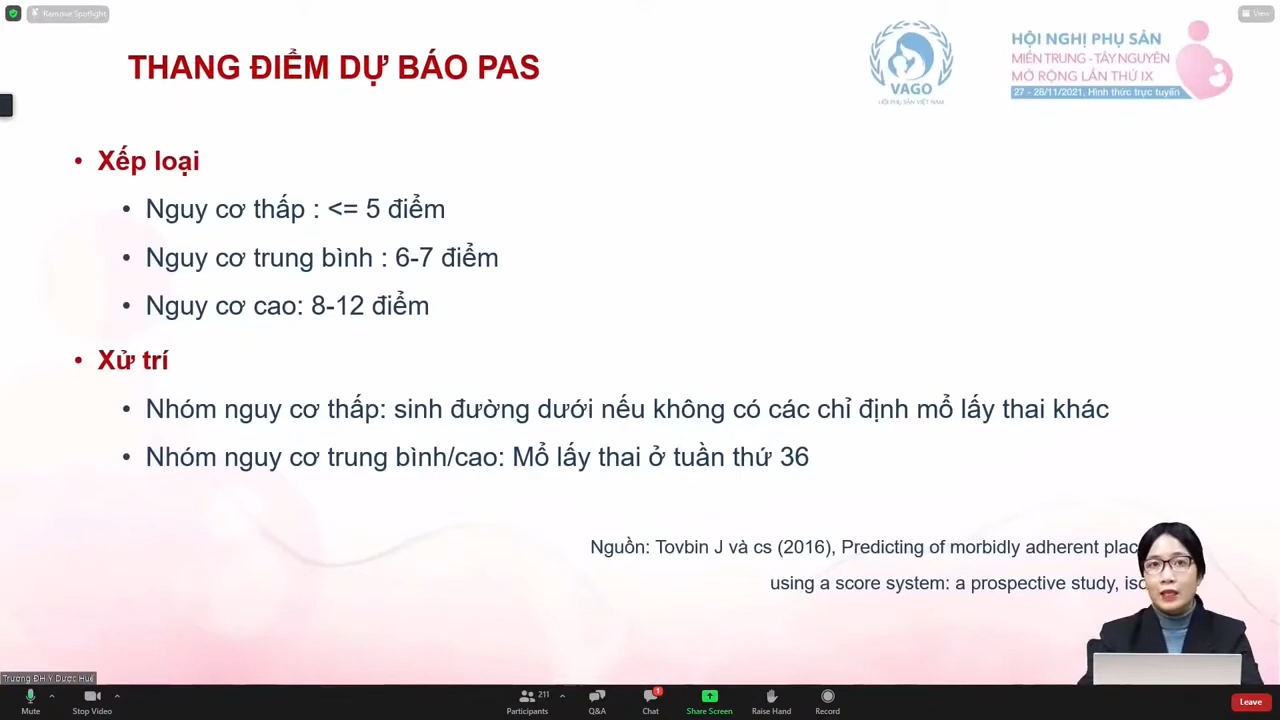 Remove Spotlight
View
THANG ĐIỂM DỰ BÁO PAS
VAGO
HỘI PHỤ SẢN VIỆT NAM
HỘI NGHỊ PHỤ SẢN
MIỀN TRUNG - TÂY NGUYÊN
MỞ RỘNG LẦN THỨ IX
27 - 28/11/2021, Hình thức trực tuyến
• Xếp loại
• Nguy cơ thấp : <= 5 điểm
• Nguy cơ trung bình : 6-7 điểm
• Nguy cơ cao: 8-12 điểm
• Xử trí
• Nhóm nguy cơ thấp: sinh đường dưới nếu không có các chỉ định mổ lấy thai khác
• Nhóm nguy cơ trung bình/cao: Mổ lấy thai ở tuần thứ 36
Nguồn: Tovbin J và cs (2016), Predicting of morbidly adherent
using a score system: a prospective study,
Trường ĐH Y Dược Huế
Mute
Stop Video
Participants
211
Q&A
Chat
1
Share Screen
Raise Hand
Record
Leave